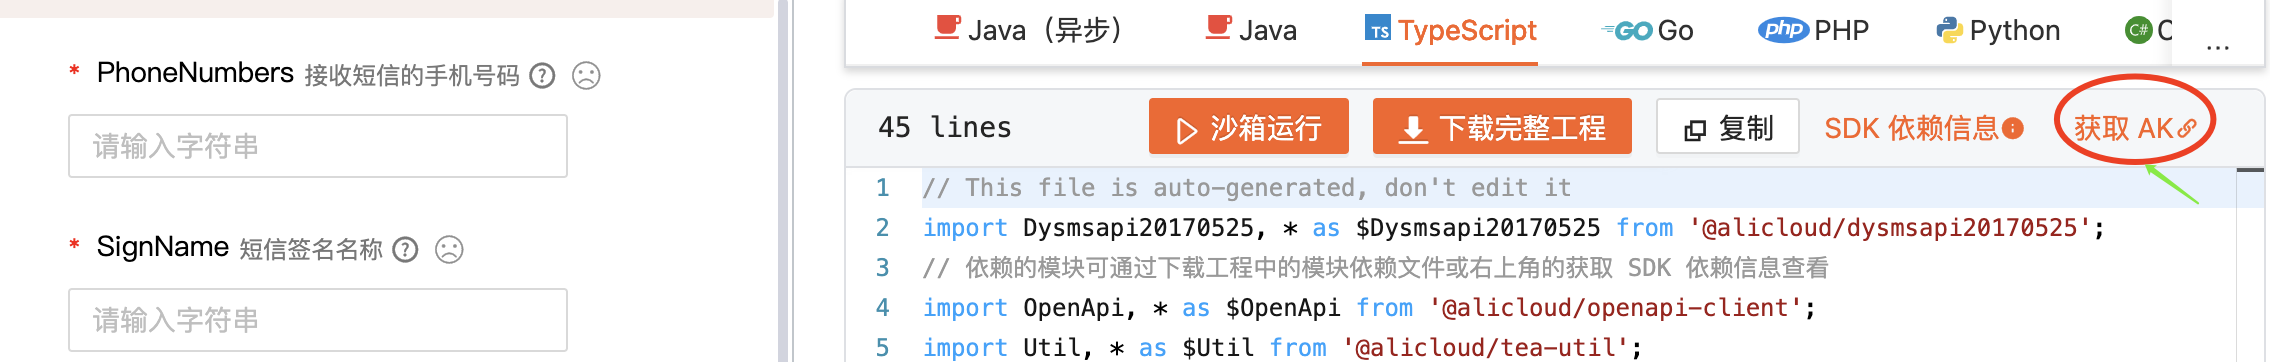 * PhoneNumbers 接收短信的手机号码 ?
请输入字符串
* SignName 短信签名名称 ?
请输入字符串
Java（异步）
Java
TS TypeScript
GO Go
php PHP
Python
C#
...
45 lines
沙箱运行
下载完整工程
复制
SDK 依赖信息
获取 AK
1 // This file is auto-generated, don't edit it
2 import Dysmsapi20170525, * as $Dysmsapi20170525 from '@alicloud/dysmsapi20170525';
3 // 依赖的模块可通过下载工程中的模块依赖文件或右上角的获取 SDK 依赖信息查看
4 import OpenApi, * as $OpenApi from '@alicloud/openapi-client';
5 import Util, * as $Util from '@alicloud/tea-util';